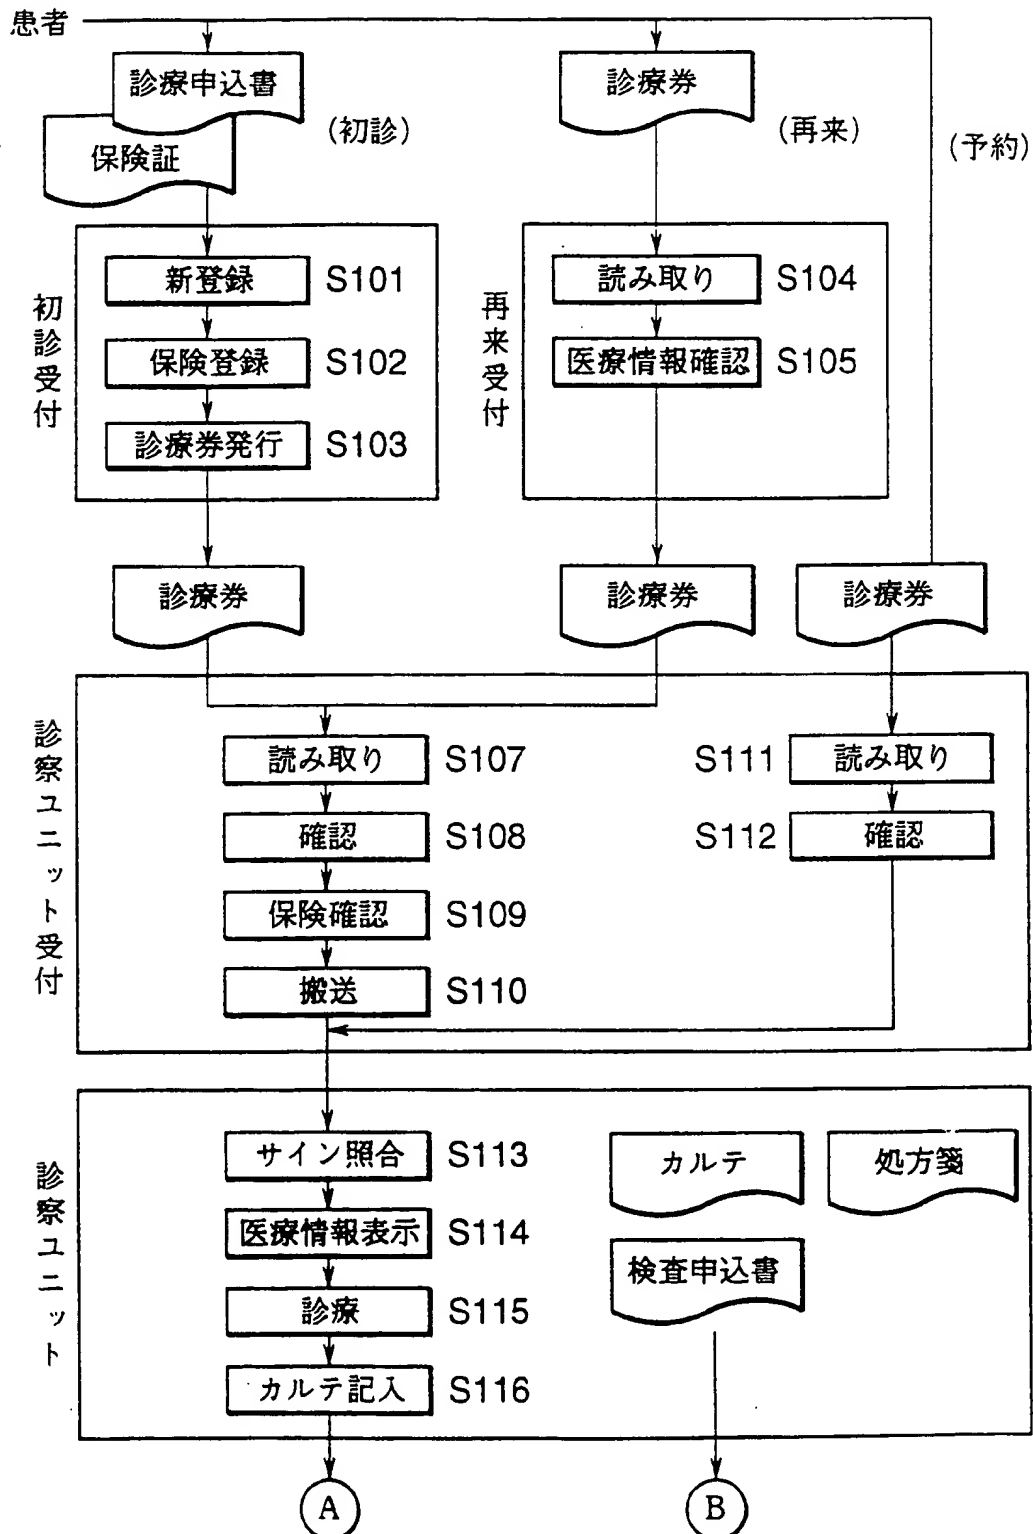 患者
診療申込書
保険証
(初診)
診療券
(再来)
(予約)
初診受付
新登録 S101
保険登録 S102
診療券発行 S103
再来受付
読み取り S104
医療情報確認 S105
診療券
診療券
診療券
診察ユニット受付
読み取り S107
確認 S108
保険確認 S109
搬送 S110
S111 読み取り
S112 確認
診察ユニット
サイン照合 S113
医療情報表示 S114
診療 S115
カルテ記入 S116
カルテ
処方箋
検査申込書
A
B